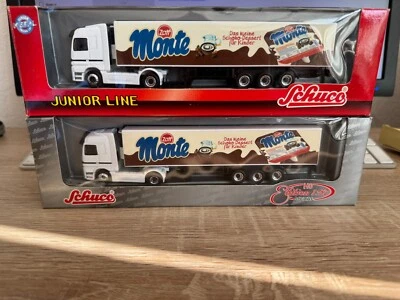 Zott
Monte
Das kleine
Schoko-Dessert
für Kinder
Monte
JUNIOR LINE
Schuco
Zott
Monte
Das kleine
Schoko-Dessert
für Kinder
Monte
Schuco
Edition